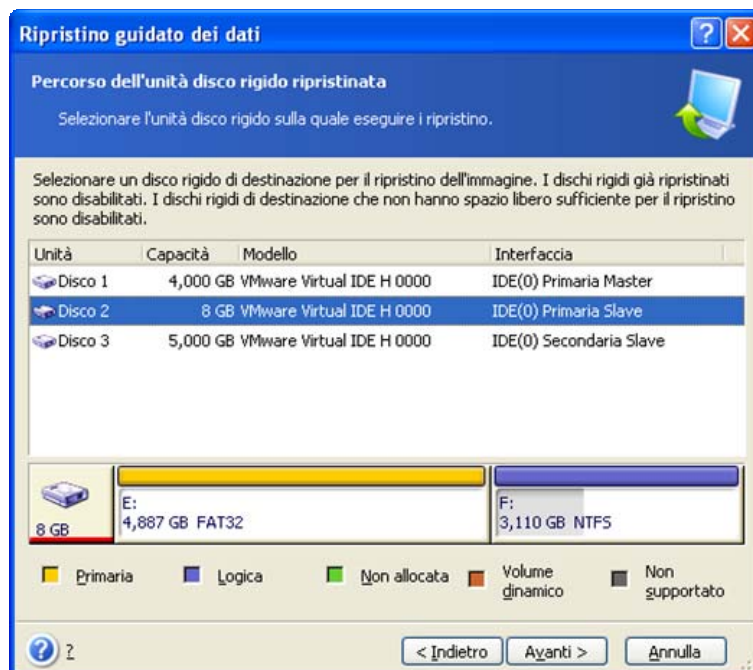 Ripristino guidato dei dati
Percorso dell'unità disco rigido ripristinata
Selezionare l'unità disco rigido sulla quale eseguire i ripristino.
Selezionare un disco rigido di destinazione per il ripristino dell'immagine. I dischi rigidi già ripristinati
sono disabilitati. I dischi rigidi di destinazione che non hanno spazio libero sufficiente per il ripristino
sono disabilitati.
Unità Capacità Modello Interfaccia
Disco 1 4,000 GB VMware Virtual IDE H 0000 IDE(0) Primaria Master
Disco 2 8 GB VMware Virtual IDE H 0000 IDE(0) Primaria Slave
Disco 3 5,000 GB VMware Virtual IDE H 0000 IDE(0) Secondaria Slave
8 GB
E:
4,887 GB FAT32
F:
3,110 GB NTFS
Primaria Logica Non allocata Volume dinamico Non supportato
? < Indietro Avanti > Annulla